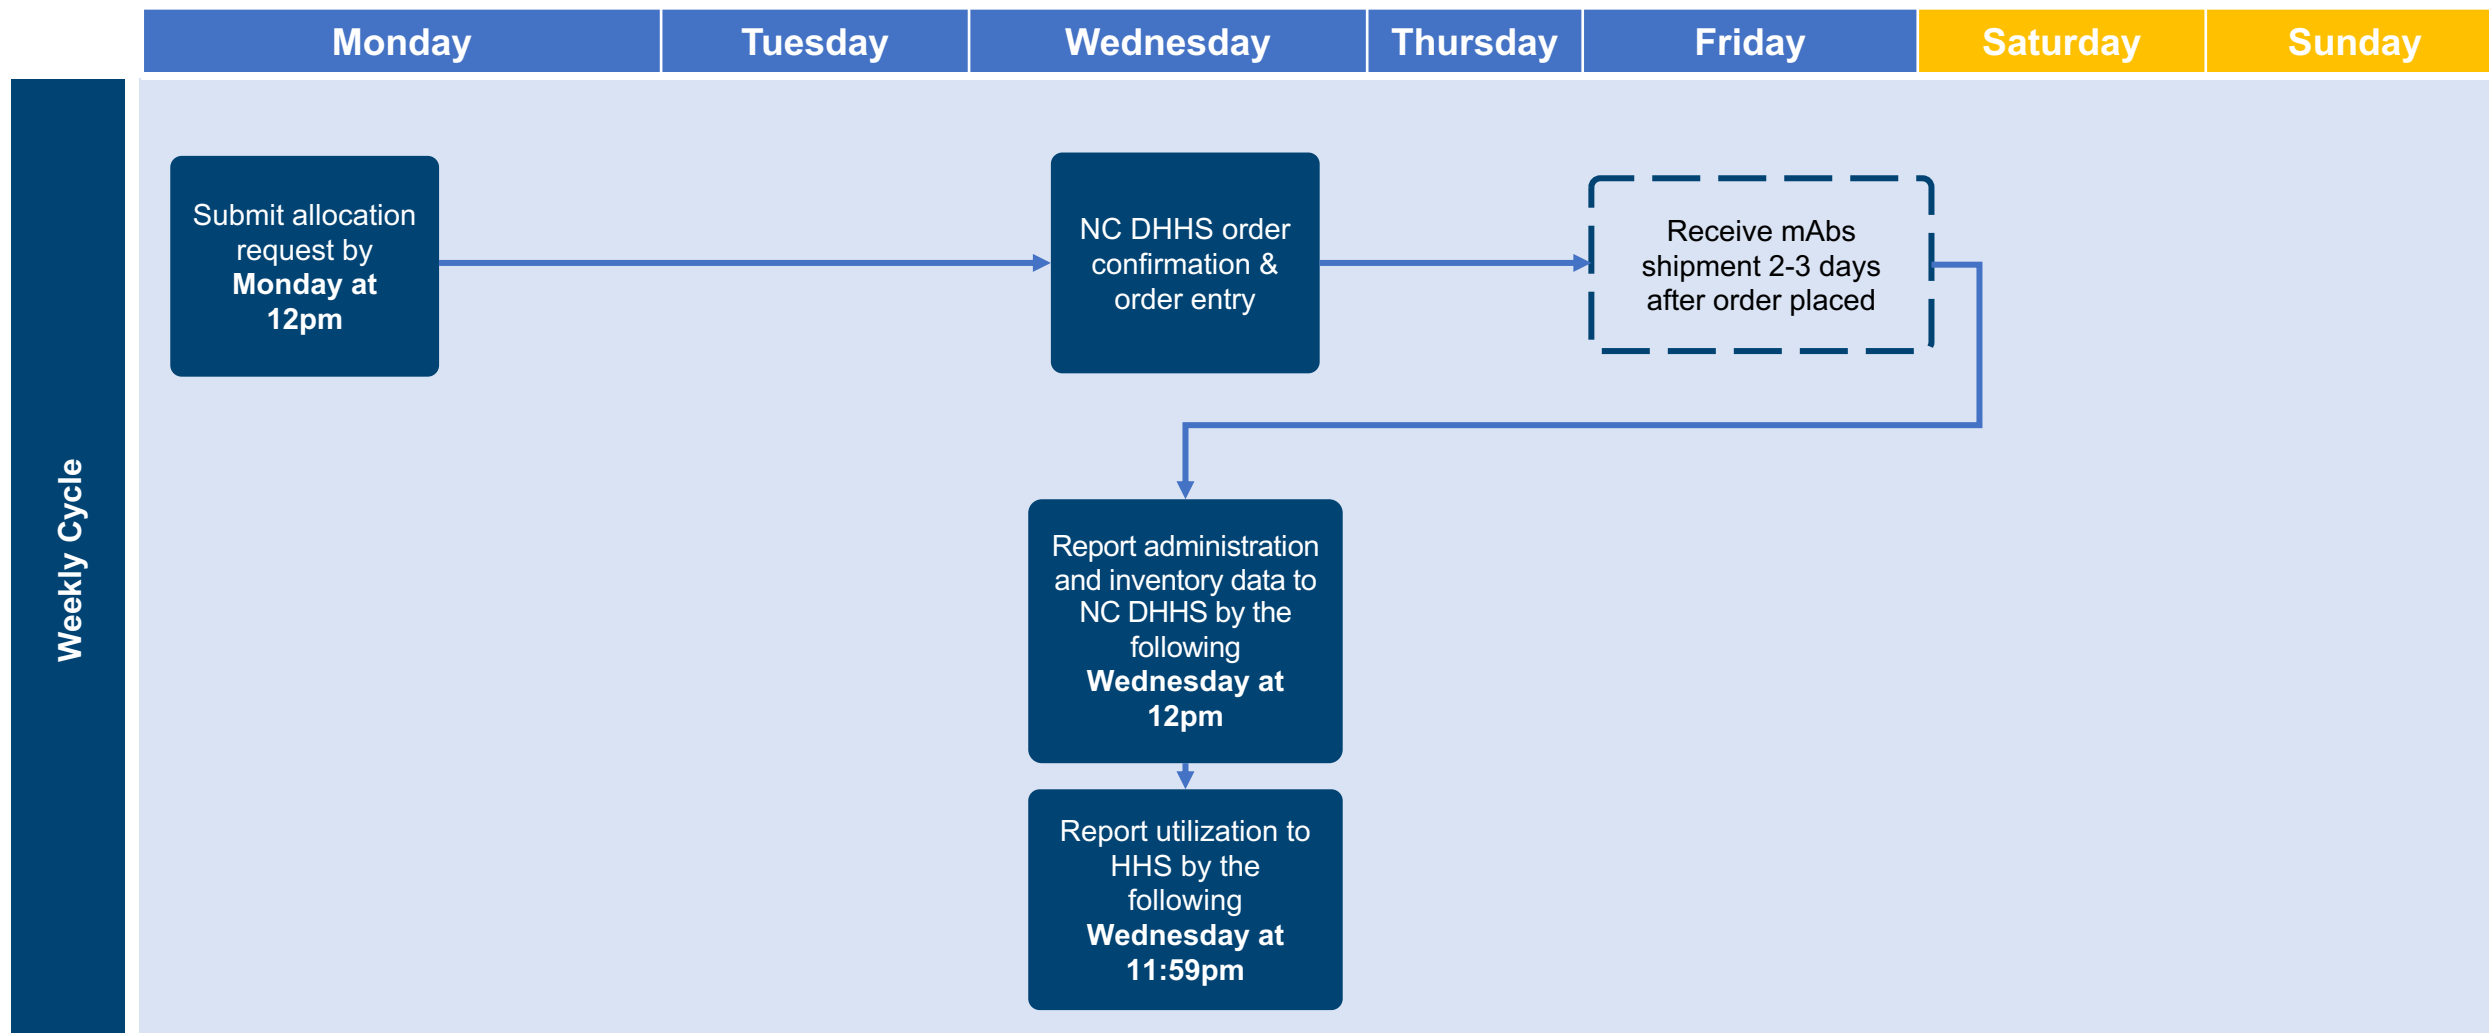 Monday Tuesday Wednesday Thursday Friday Saturday Sunday
Weekly Cycle
Submit allocation
request by
Monday at
12pm
NC DHHS order
confirmation &
order entry
Receive mAbs
shipment 2-3 days
after order placed
Report administration
and inventory data to
NC DHHS by the
following
Wednesday at
12pm
Report utilization to
HHS by the
following
Wednesday at
11:59pm